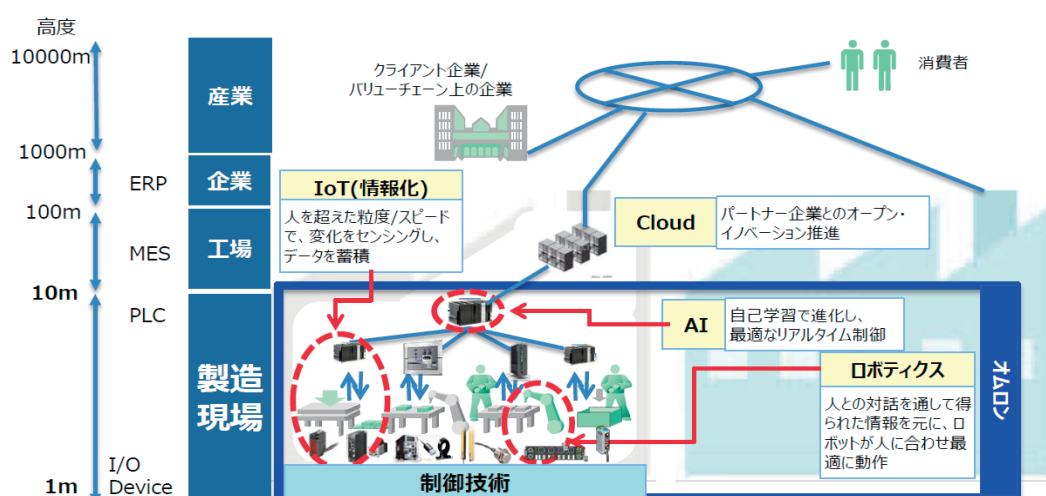 高度
10000m
産業
クライアント企業/
バリューチェーン上の企業
消費者
1000m
ERP
企業
IoT(情報化)
人を超えた粒度/スピード
で、変化をセンシングし、
データを蓄積
100m
MES
工場
Cloud
パートナー企業とのオープン・
イノベーション推進
10m
PLC
AI
自己学習で進化し、
最適なリアルタイム制御
製造
現場
ロボティクス
人との対話を通して得
られた情報を元に、ロ
ボットが人に合わせ最
適に動作
オムロン
I/O
Device
1m
制御技術